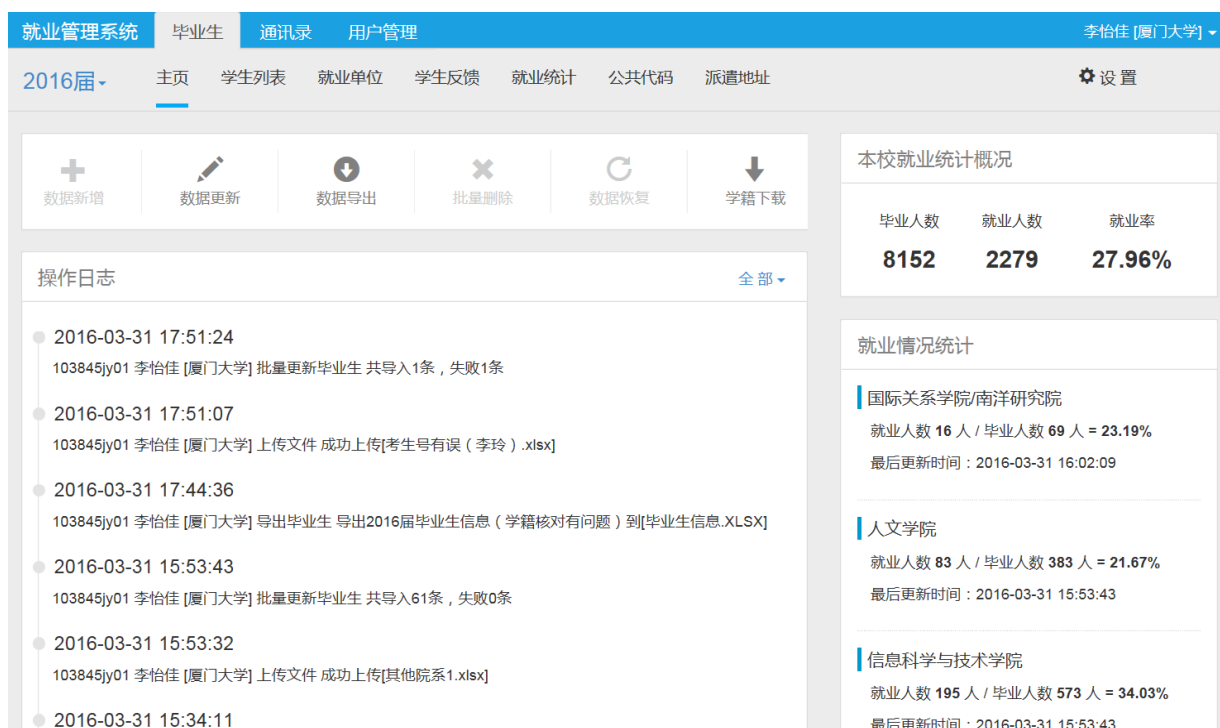 就业管理系统 毕业生 通讯录 用户管理 李怡佳 [厦门大学]
2016届 主页 学生列表 就业单位 学生反馈 就业统计 公共代码 派遣地址 设 置
数据新增 数据更新 数据导出 批量删除 数据恢复 学籍下载
操作日志 全 部
2016-03-31 17:51:24
103845jy01 李怡佳 [厦门大学] 批量更新毕业生 共导入1条，失败1条
2016-03-31 17:51:07
103845jy01 李怡佳 [厦门大学] 上传文件 成功上传[考生号有误（李玲）.xlsx]
2016-03-31 17:44:36
103845jy01 李怡佳 [厦门大学] 导出毕业生 导出2016届毕业生信息（学籍核对有问题）到[毕业生信息.XLSX]
2016-03-31 15:53:43
103845jy01 李怡佳 [厦门大学] 批量更新毕业生 共导入61条，失败0条
2016-03-31 15:53:32
103845jy01 李怡佳 [厦门大学] 上传文件 成功上传[其他院系1.xlsx]
2016-03-31 15:34:11
本校就业统计概况
毕业人数 就业人数 就业率
8152 2279 27.96%
就业情况统计
国际关系学院/南洋研究院
就业人数 16 人 / 毕业人数 69 人 = 23.19%
最后更新时间：2016-03-31 16:02:09
人文学院
就业人数 83 人 / 毕业人数 383 人 = 21.67%
最后更新时间：2016-03-31 15:53:43
信息科学与技术学院
就业人数 195 人 / 毕业人数 573 人 = 34.03%
最后更新时间：2016-03-31 15:53:43